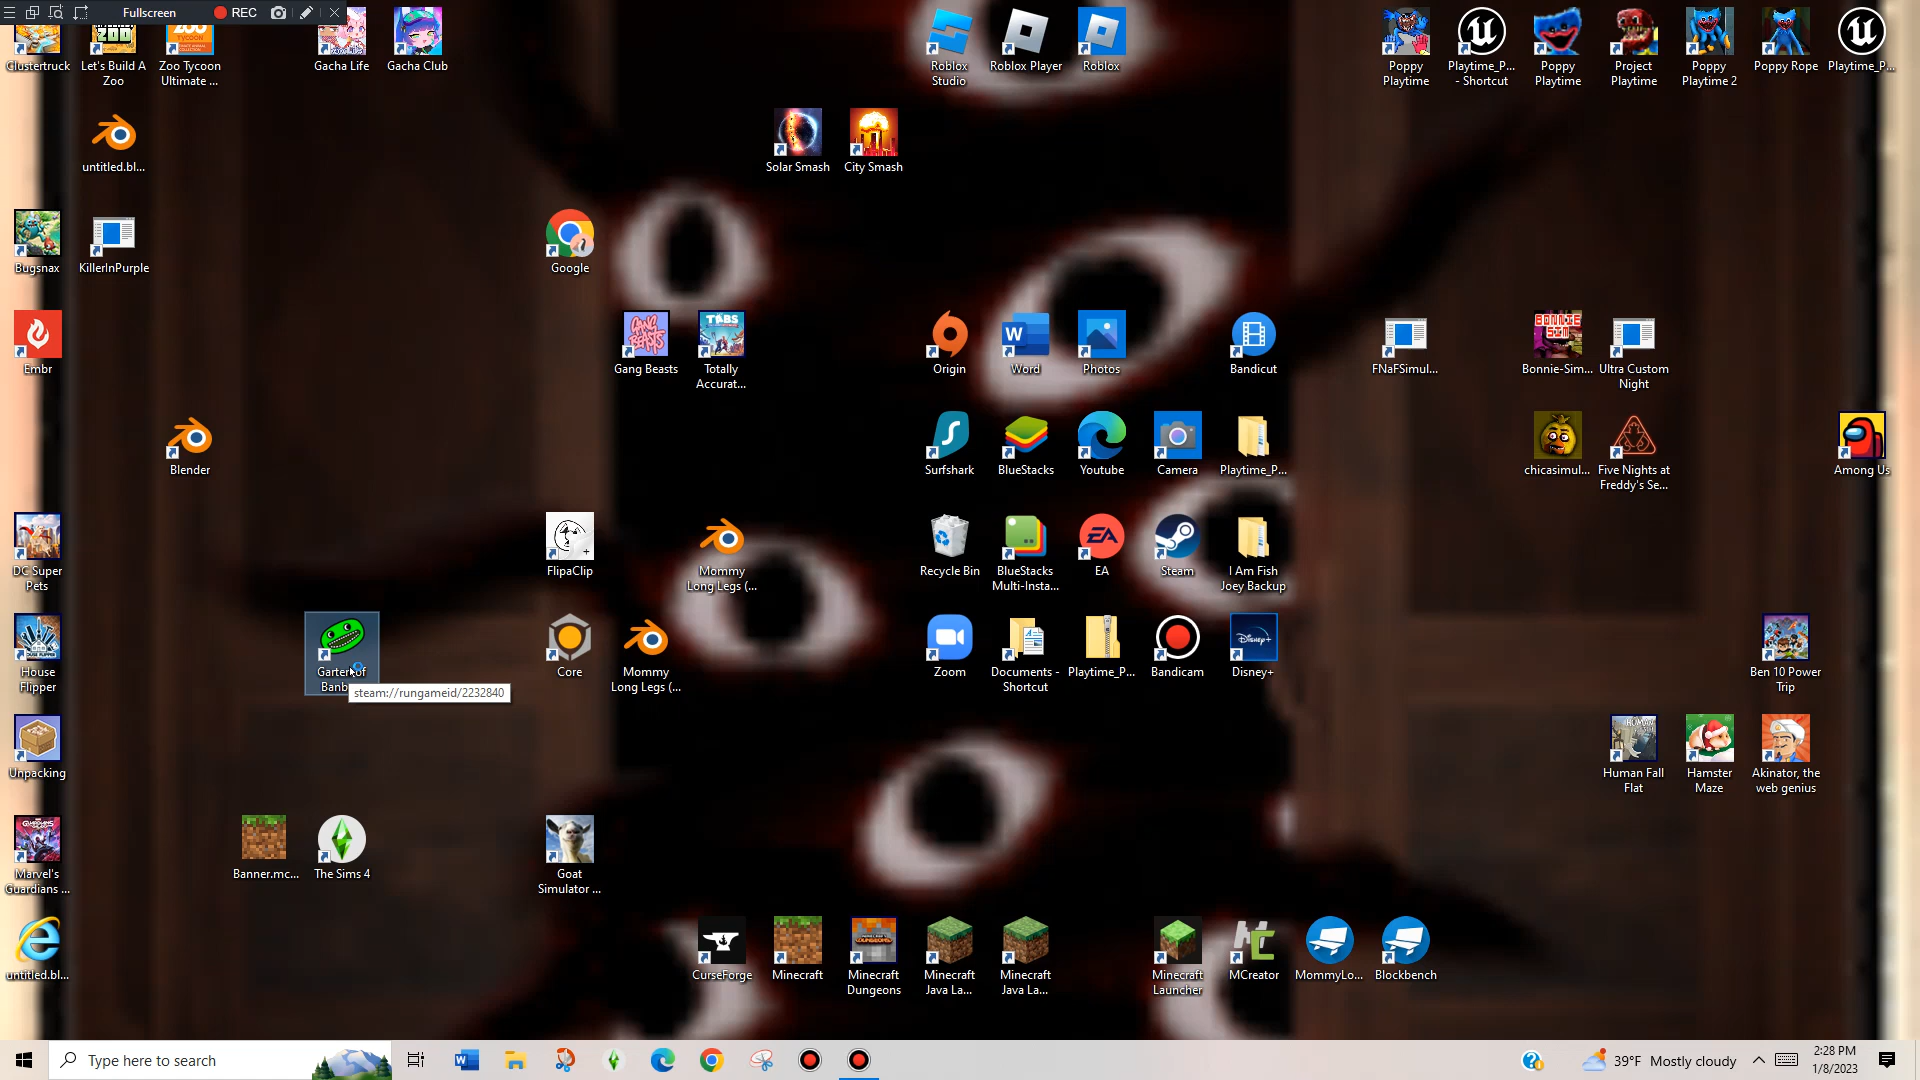 Fullscreen
REC
Clustertruck
Let's Build A
Zoo
Zoo Tycoon
Ultimate ...
Gacha Life
Gacha Club
Roblox
Studio
Roblox Player
Roblox
Poppy
Playtime
Playtime_P...
- Shortcut
Poppy
Playtime
Project
Playtime
Poppy
Playtime 2
Poppy Rope
Playtime_P...
untitled.bl...
Solar Smash
City Smash
Bugsnax
KillerInPurple
Google
Embr
Gang Beasts
Totally
Accurat...
Origin
Word
Photos
Bandicut
FNaFSimul...
Bonnie-Sim...
Ultra Custom
Night
Blender
Surfshark
BlueStacks
Youtube
Camera
Playtime_P...
chicasimul...
Five Nights at
Freddy's Se...
Among Us
DC Super
Pets
FlipaClip
Mommy
Long Legs (...
Recycle Bin
BlueStacks
Multi-Insta...
EA
Steam
I Am Fish
Joey Backup
House
Flipper
Garten of
steam://rungameid/2232840
Core
Mommy
Long Legs (...
Zoom
Documents -
Shortcut
Playtime_P...
Bandicam
Disney+
Ben 10 Power
Trip
Unpacking
Human Fall
Flat
Hamster
Maze
Akinator, the
web genius
Marvel's
Guardians ...
Banner.mc...
The Sims 4
Goat
Simulator ...
untitled.bl...
CurseForge
Minecraft
Minecraft
Dungeons
Minecraft
Java La...
Minecraft
Java La...
Minecraft
Launcher
MCreator
MommyLo...
Blockbench
Type here to search
39°F Mostly cloudy
2:28 PM
1/8/2023